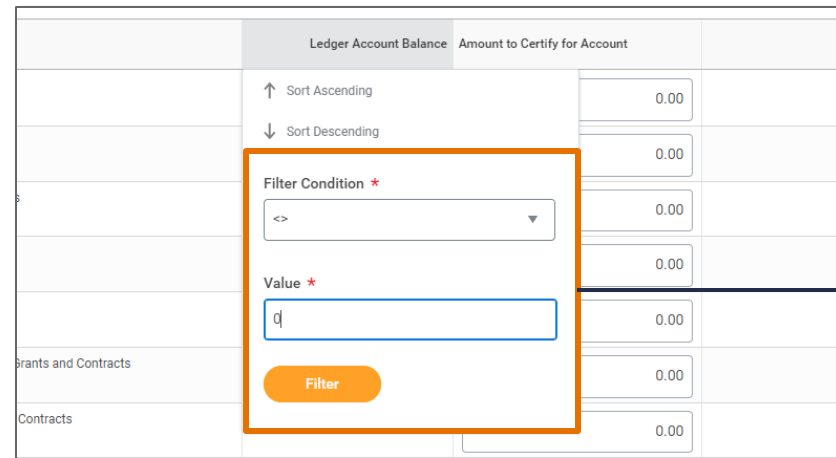 Ledger Account Balance Amount to Certify for Account
Sort Ascending 0.00
Sort Descending
0.00
Filter Condition *
s 0.00
<>
0.00
Value *
0 0.00
Grants and Contracts 0.00
Filter
Contracts 0.00